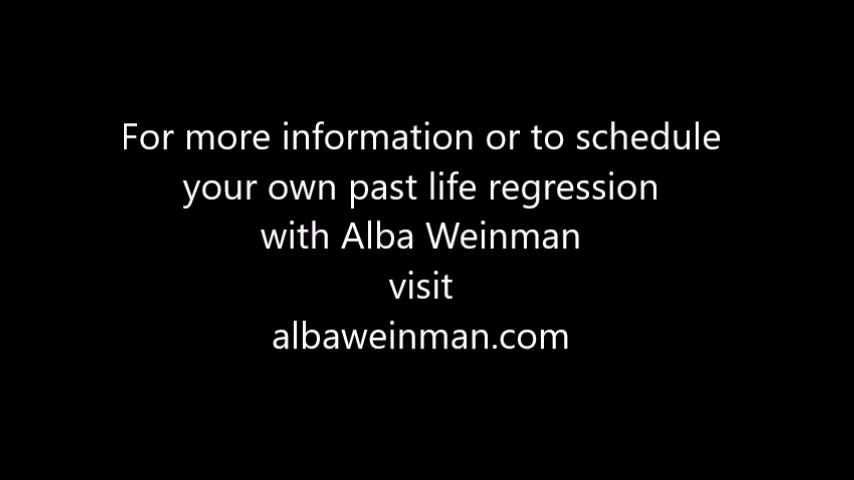 For more information or to schedule
your own past life regression
with Alba Weinman
visit
albaweinman.com